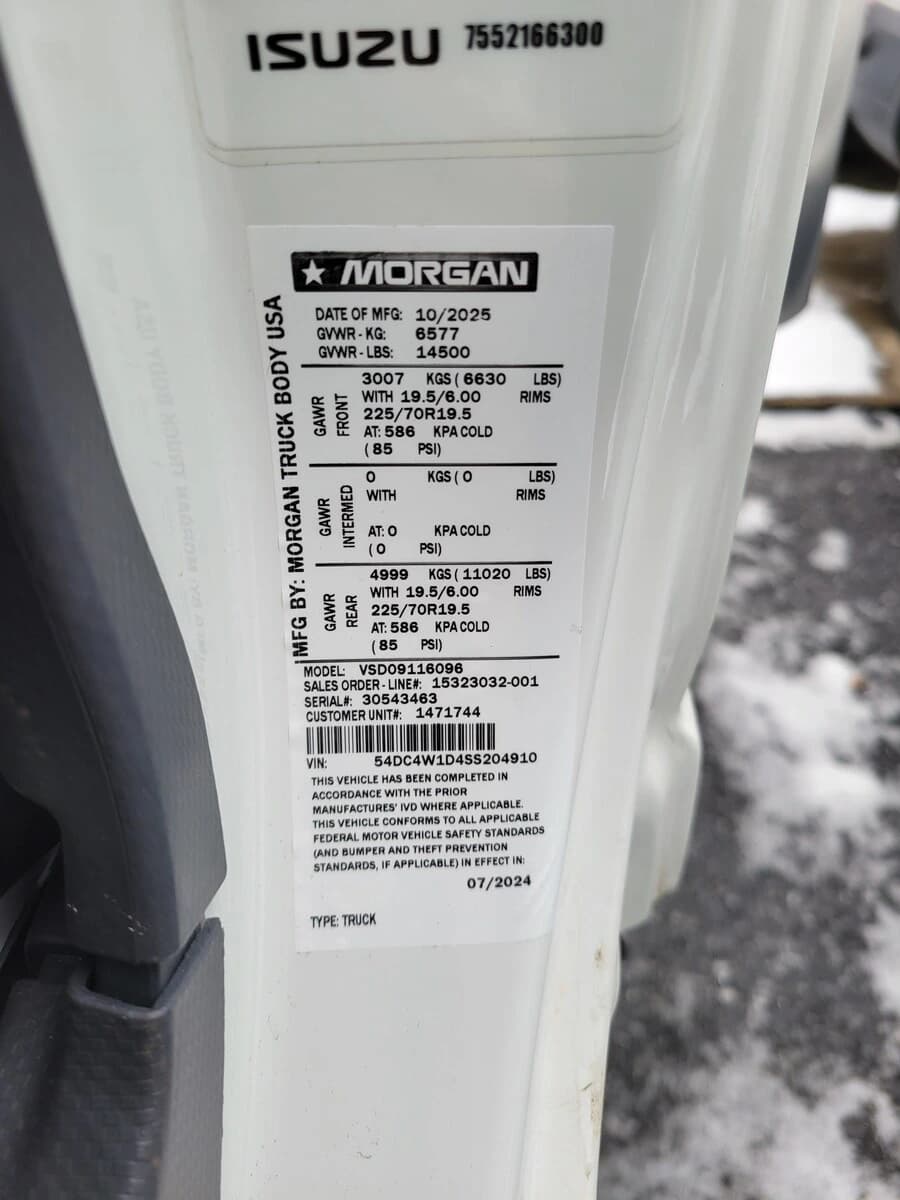 ISUZU 7552166300
MORGAN
MFG BY: MORGAN TRUCK BODY USA
DATE OF MFG: 10/2025
GVWR - KG: 6577
GVWR - LBS: 14500
GAWR FRONT
3007 KGS ( 6630 LBS)
WITH 19.5/6.00 RIMS
225/70R19.5
AT: 586 KPA COLD
( 85 PSI)
GAWR INTERMED
0 KGS ( 0 LBS)
WITH RIMS
AT: 0 KPA COLD
( 0 PSI)
GAWR REAR
4999 KGS ( 11020 LBS)
WITH 19.5/6.00 RIMS
225/70R19.5
AT: 586 KPA COLD
( 85 PSI)
MODEL: VSD09116096
SALES ORDER - LINE#: 15323032-001
SERIAL#: 30543463
CUSTOMER UNIT#: 1471744
VIN: 54DC4W1D4SS204910
THIS VEHICLE HAS BEEN COMPLETED IN
ACCORDANCE WITH THE PRIOR
MANUFACTURES' IVD WHERE APPLICABLE.
THIS VEHICLE CONFORMS TO ALL APPLICABLE
FEDERAL MOTOR VEHICLE SAFETY STANDARDS
(AND BUMPER AND THEFT PREVENTION
STANDARDS, IF APPLICABLE) IN EFFECT IN:
07/2024
TYPE: TRUCK